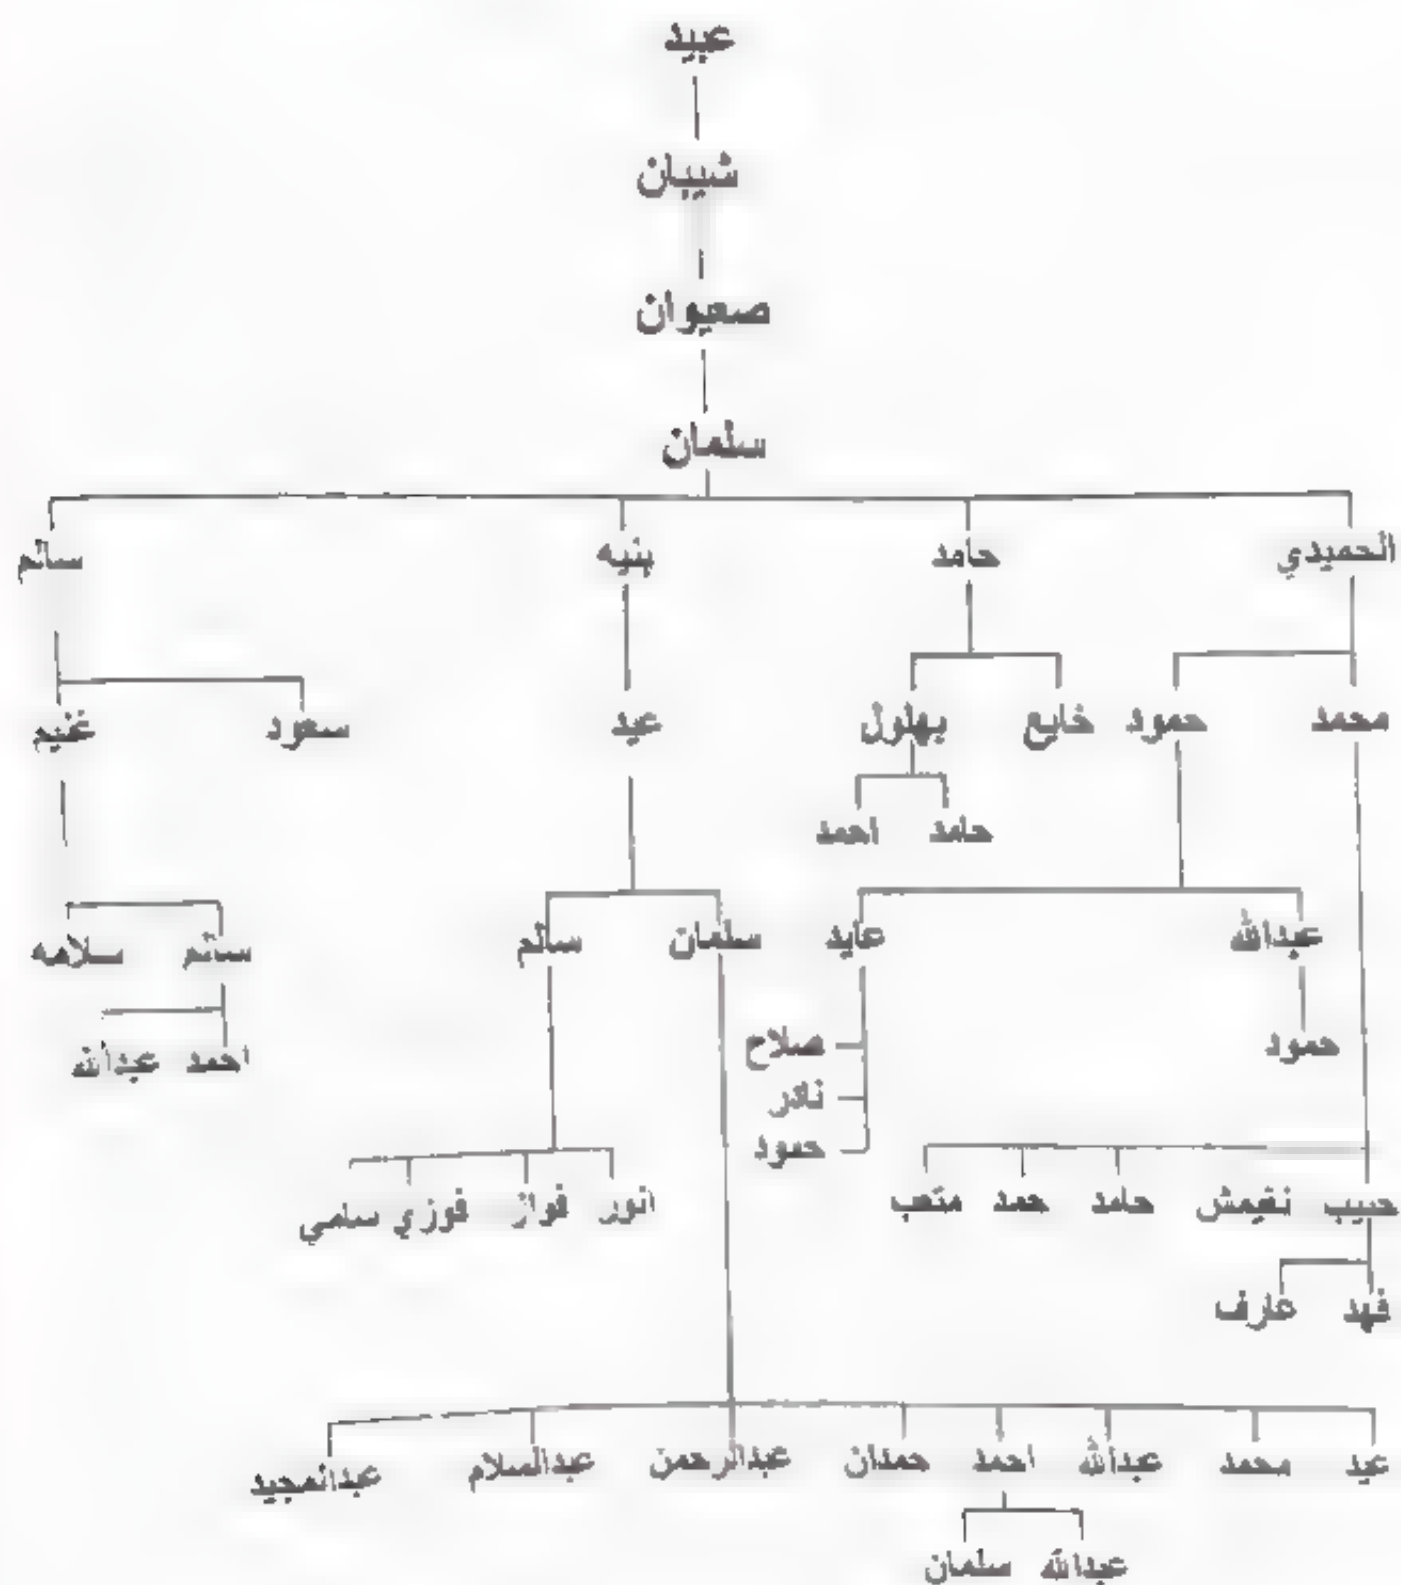 عبيد
شيبان
صعيوان
سلمان
الحميدي حامد بنيه سالم
محمد حمود خايع بهلول عيد سعود غنيم
حامد احمد
عبدالله عايد سلمان سالم سالم سلامه
حمود صلاح احمد عبدالله
نادر
حمود
حبيب نغيمش حامد حمد متعب انور فواز فوزي سامي
فهد عارف
عيد محمد عبدالله احمد حمدان عبدالرحمن عبدالسلام عبدالمجيد
عبدالله سلمان